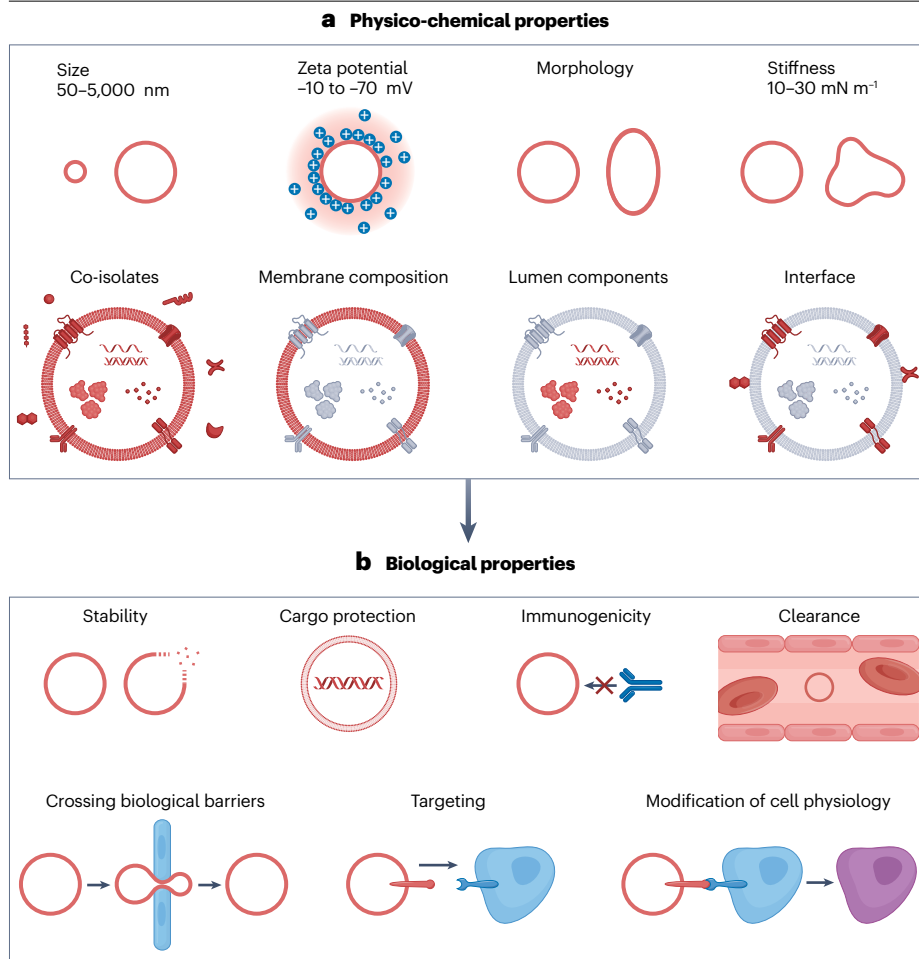 a Physico-chemical properties
Size
50–5,000 nm
Zeta potential
–10 to –70 mV
Morphology
Stiffness
10–30 mN m⁻¹
Co-isolates
Membrane composition
Lumen components
Interface
b Biological properties
Stability
Cargo protection
Immunogenicity
Clearance
Crossing biological barriers
Targeting
Modification of cell physiology